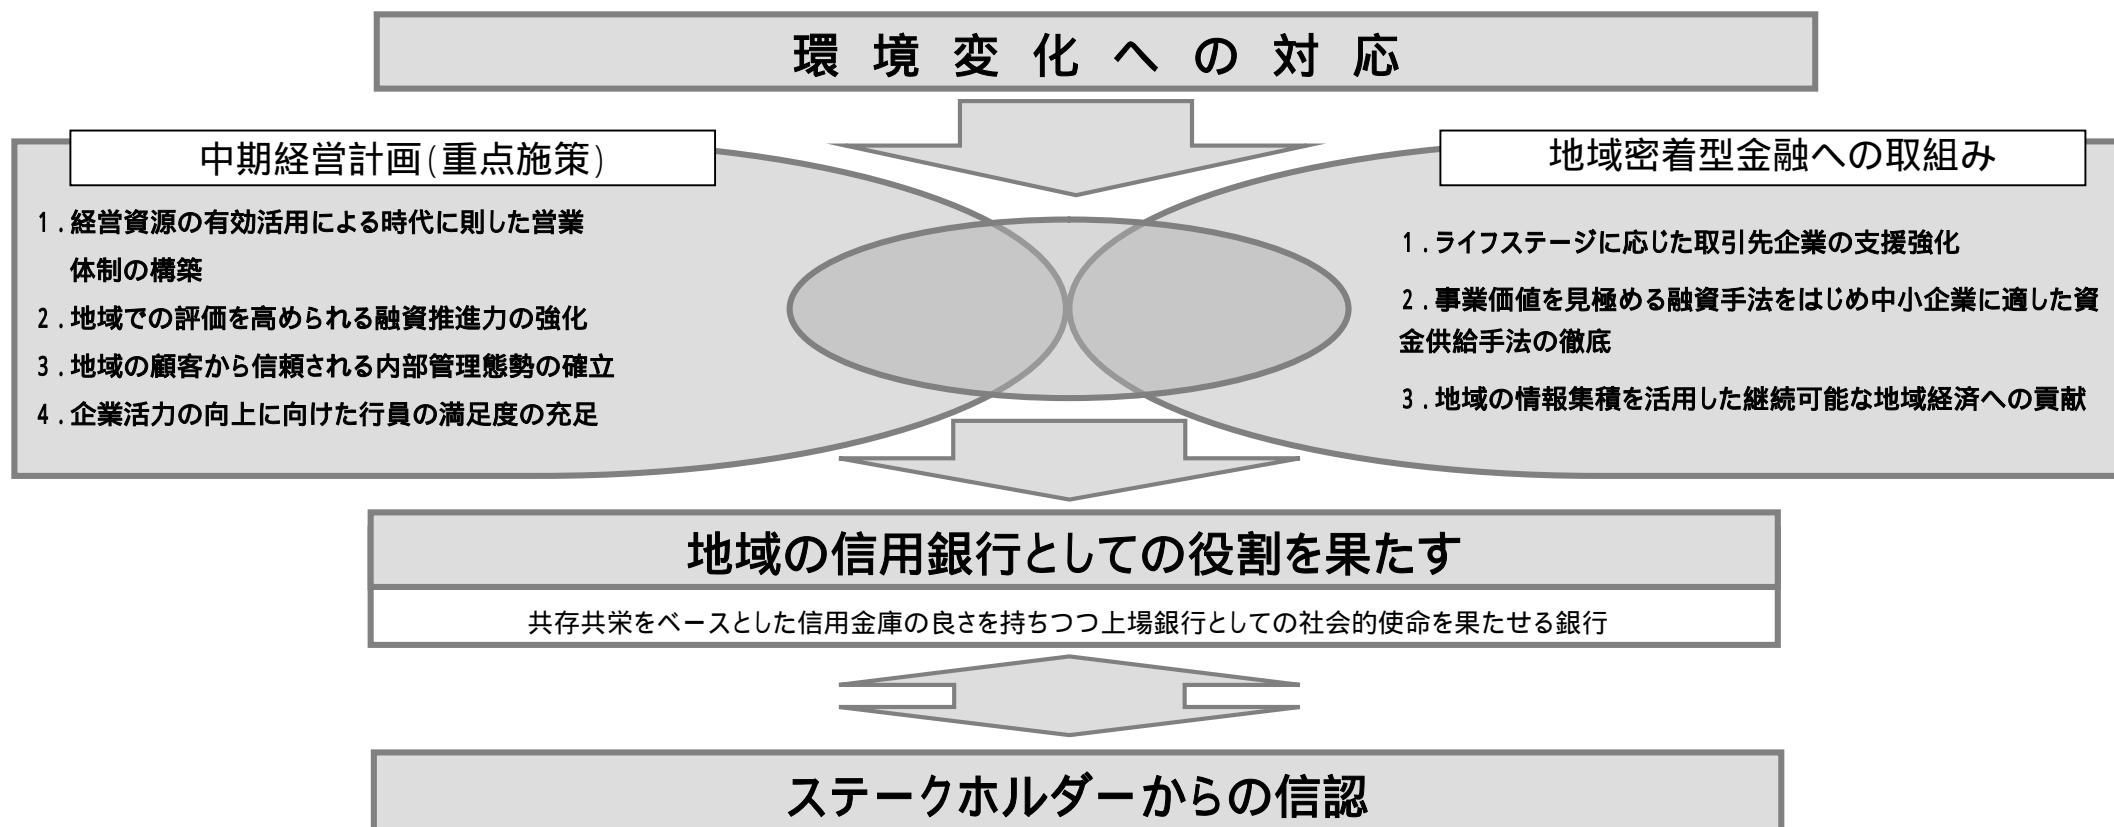 環境変化への対応
中期経営計画(重点施策)
1.経営資源の有効活用による時代に則した営業
体制の構築
2.地域での評価を高められる融資推進力の強化
3.地域の顧客から信頼される内部管理態勢の確立
4.企業活力の向上に向けた行員の満足度の充足
地域密着型金融への取組み
1.ライフステージに応じた取引先企業の支援強化
2.事業価値を見極める融資手法をはじめ中小企業に適した資
金供給手法の徹底
3.地域の情報集積を活用した継続可能な地域経済への貢献
地域の信用銀行としての役割を果たす
共存共栄をベースとした信用金庫の良さを持ちつつ上場銀行としての社会的使命を果たせる銀行
ステークホルダーからの信認